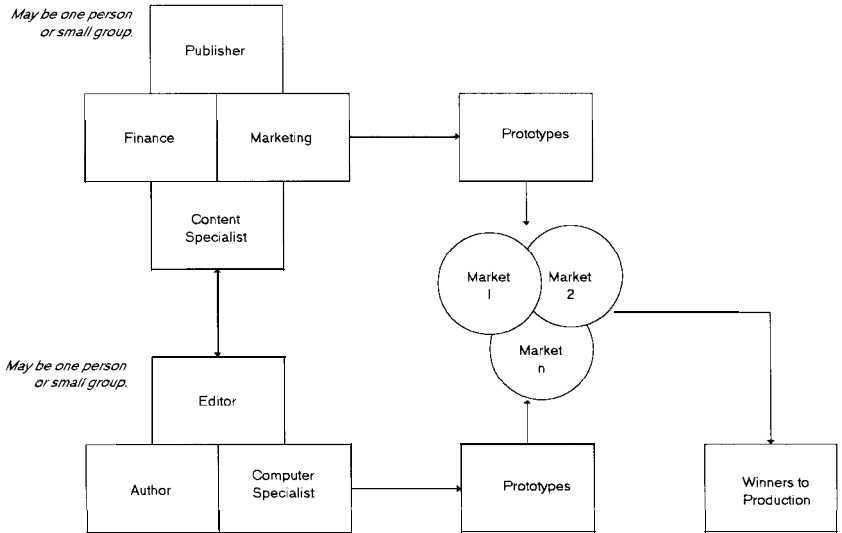 May be one person
or small group.
Publisher
Finance
Marketing
Prototypes
Content
Specialist
Market
1
Market
2
Market
n
May be one person
or small group.
Editor
Author
Computer
Specialist
Prototypes
Winners to
Production